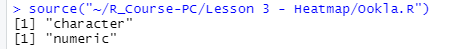 > source("~/R_Course-PC/Lesson 3 - Heatmap/Ookla.R")
[1] "character"
[1] "numeric"